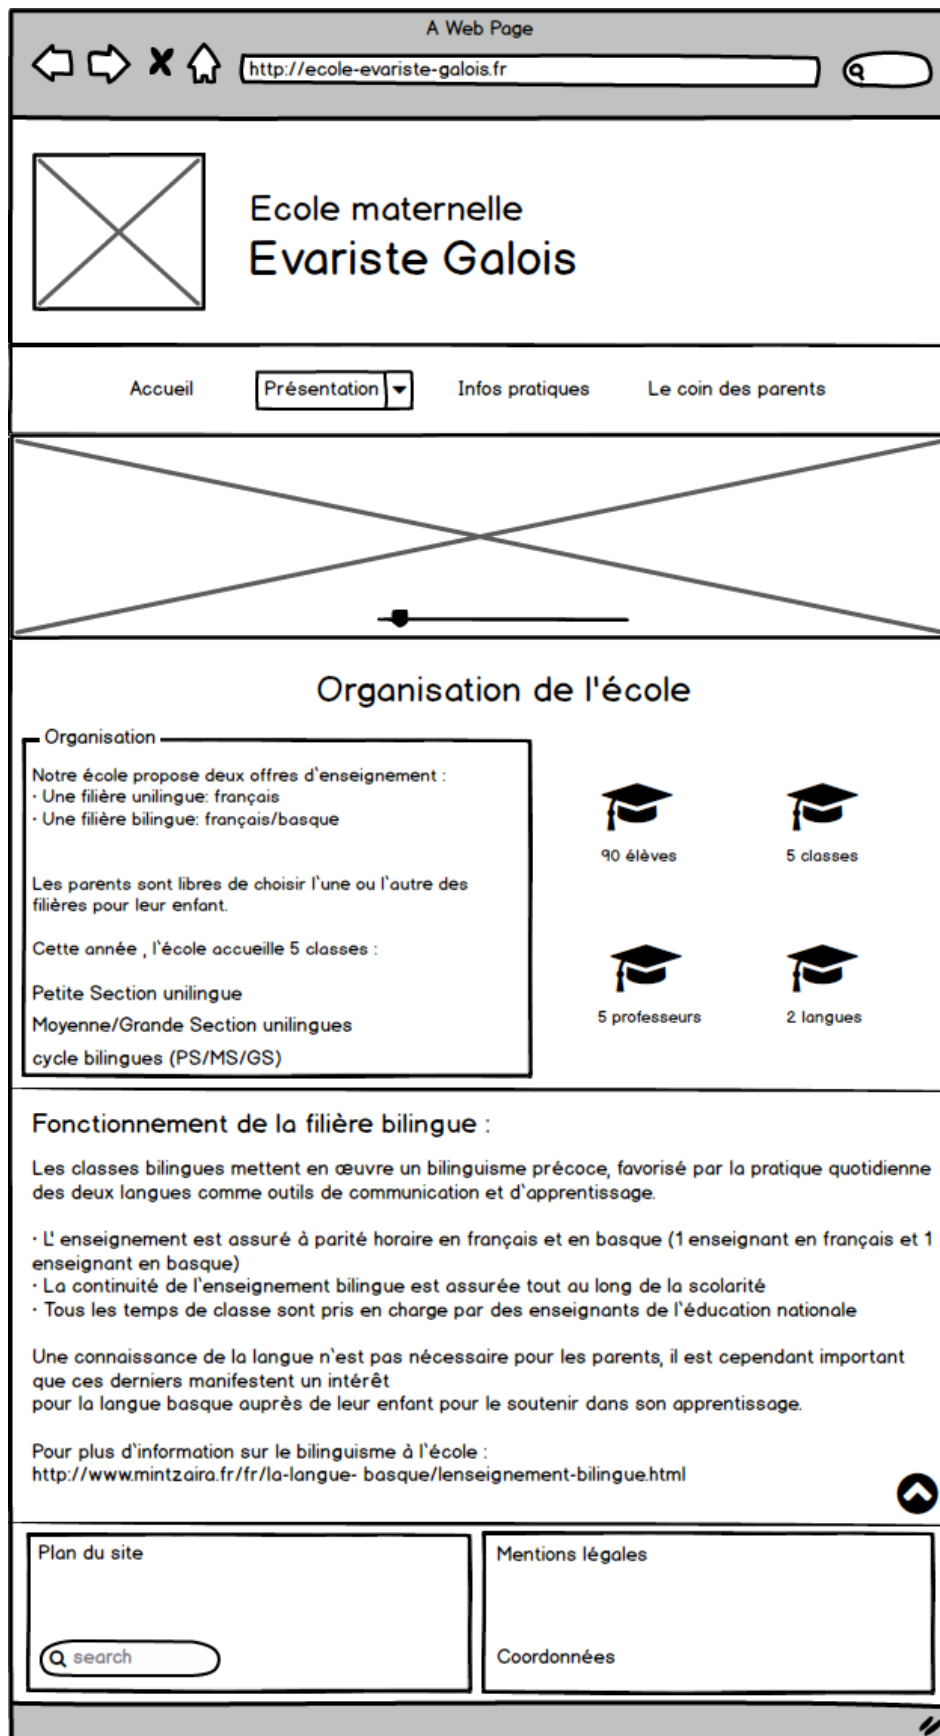 A Web Page
http://ecole-evariste-galois.fr
Ecole maternelle
Evariste Galois
Accueil
Présentation
Infos pratiques
Le coin des parents
Organisation de l'école
Organisation
Notre école propose deux offres d'enseignement :
· Une filière unilingue: français
· Une filière bilingue: français/basque
Les parents sont libres de choisir l'une ou l'autre des
filières pour leur enfant.
Cette année , l'école accueille 5 classes :
Petite Section unilingue
Moyenne/Grande Section unilingues
cycle bilingues (PS/MS/GS)
90 élèves
5 classes
5 professeurs
2 langues
Fonctionnement de la filière bilingue :
Les classes bilingues mettent en œuvre un bilinguisme précoce, favorisé par la pratique quotidienne
des deux langues comme outils de communication et d'apprentissage.
· L' enseignement est assuré à parité horaire en français et en basque (1 enseignant en français et 1
enseignant en basque)
· La continuité de l'enseignement bilingue est assurée tout au long de la scolarité
· Tous les temps de classe sont pris en charge par des enseignants de l'éducation nationale
Une connaissance de la langue n'est pas nécessaire pour les parents, il est cependant important
que ces derniers manifestent un intérêt
pour la langue basque auprès de leur enfant pour le soutenir dans son apprentissage.
Pour plus d'information sur le bilinguisme à l'école :
http://www.mintzaira.fr/fr/la-langue- basque/lenseignement-bilingue.html
Plan du site
search
Mentions légales
Coordonnées